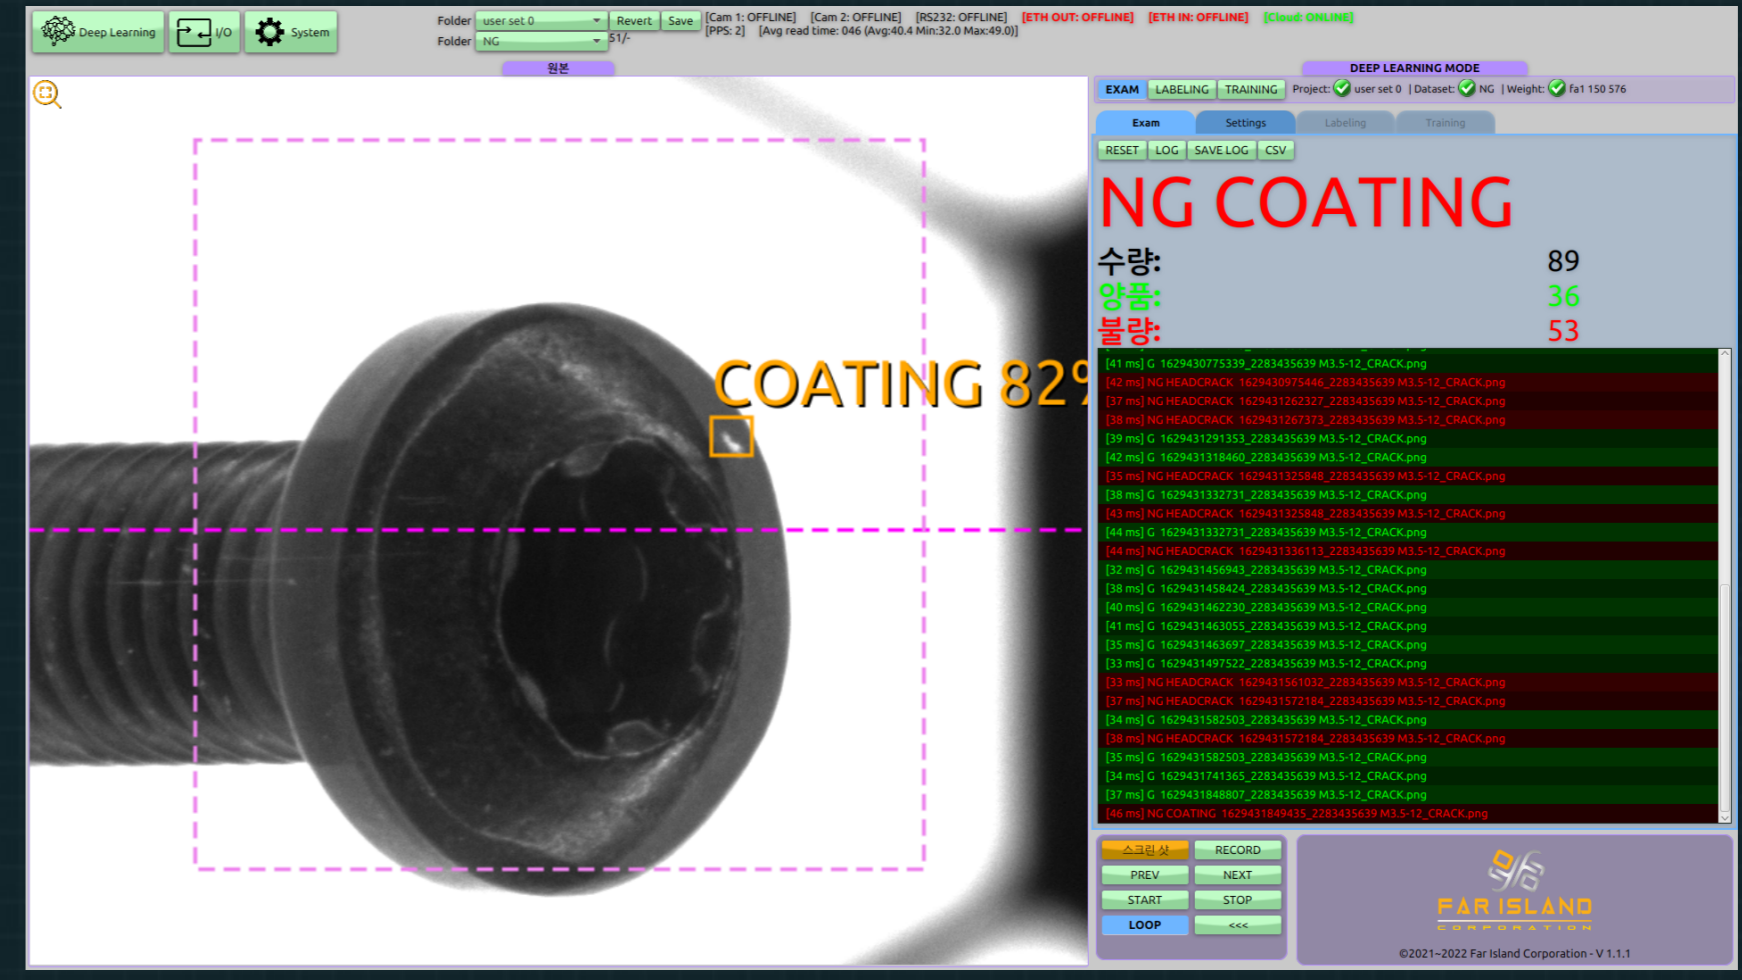 Deep Learning
I/O
System
Folder user set 0 Revert Save
Folder NG 51/-
[Cam 1: OFFLINE] [Cam 2: OFFLINE] [RS232: OFFLINE] [ETH OUT: OFFLINE] [ETH IN: OFFLINE] [Cloud: ONLINE]
[PPS: 2] [Avg read time: 046 (Avg:40.4 Min:32.0 Max:49.0)]
원본
COATING 82%
DEEP LEARNING MODE
EXAM LABELING TRAINING Project: user set 0 | Dataset: NG | Weight: fa1 150 576
Exam Settings Labeling Training
RESET LOG SAVE LOG CSV
NG COATING
수량: 89
양품: 36
불량: 53
[41 ms] G 1629430775339_2283435639 M3.5-12_CRACK.png
[42 ms] NG HEADCRACK 1629430975446_2283435639 M3.5-12_CRACK.png
[37 ms] NG HEADCRACK 1629431262327_2283435639 M3.5-12_CRACK.png
[38 ms] NG HEADCRACK 1629431267373_2283435639 M3.5-12_CRACK.png
[39 ms] G 1629431291353_2283435639 M3.5-12_CRACK.png
[42 ms] G 1629431318460_2283435639 M3.5-12_CRACK.png
[35 ms] NG HEADCRACK 1629431325848_2283435639 M3.5-12_CRACK.png
[38 ms] G 1629431332731_2283435639 M3.5-12_CRACK.png
[43 ms] NG HEADCRACK 1629431325848_2283435639 M3.5-12_CRACK.png
[44 ms] G 1629431332731_2283435639 M3.5-12_CRACK.png
[44 ms] NG HEADCRACK 1629431336113_2283435639 M3.5-12_CRACK.png
[32 ms] G 1629431456943_2283435639 M3.5-12_CRACK.png
[38 ms] G 1629431458424_2283435639 M3.5-12_CRACK.png
[40 ms] G 1629431462230_2283435639 M3.5-12_CRACK.png
[41 ms] G 1629431463055_2283435639 M3.5-12_CRACK.png
[35 ms] G 1629431463697_2283435639 M3.5-12_CRACK.png
[33 ms] G 1629431497522_2283435639 M3.5-12_CRACK.png
[33 ms] NG HEADCRACK 1629431561032_2283435639 M3.5-12_CRACK.png
[37 ms] NG HEADCRACK 1629431572184_2283435639 M3.5-12_CRACK.png
[34 ms] G 1629431582503_2283435639 M3.5-12_CRACK.png
[38 ms] NG HEADCRACK 1629431572184_2283435639 M3.5-12_CRACK.png
[35 ms] G 1629431582503_2283435639 M3.5-12_CRACK.png
[34 ms] G 1629431741365_2283435639 M3.5-12_CRACK.png
[37 ms] G 1629431848807_2283435639 M3.5-12_CRACK.png
[46 ms] NG COATING 1629431849435_2283435639 M3.5-12_CRACK.png
스크린 샷 RECORD
PREV NEXT
START STOP
LOOP <<<
FAR ISLAND
CORPORATION
©2021~2022 Far Island Corporation - V 1.1.1